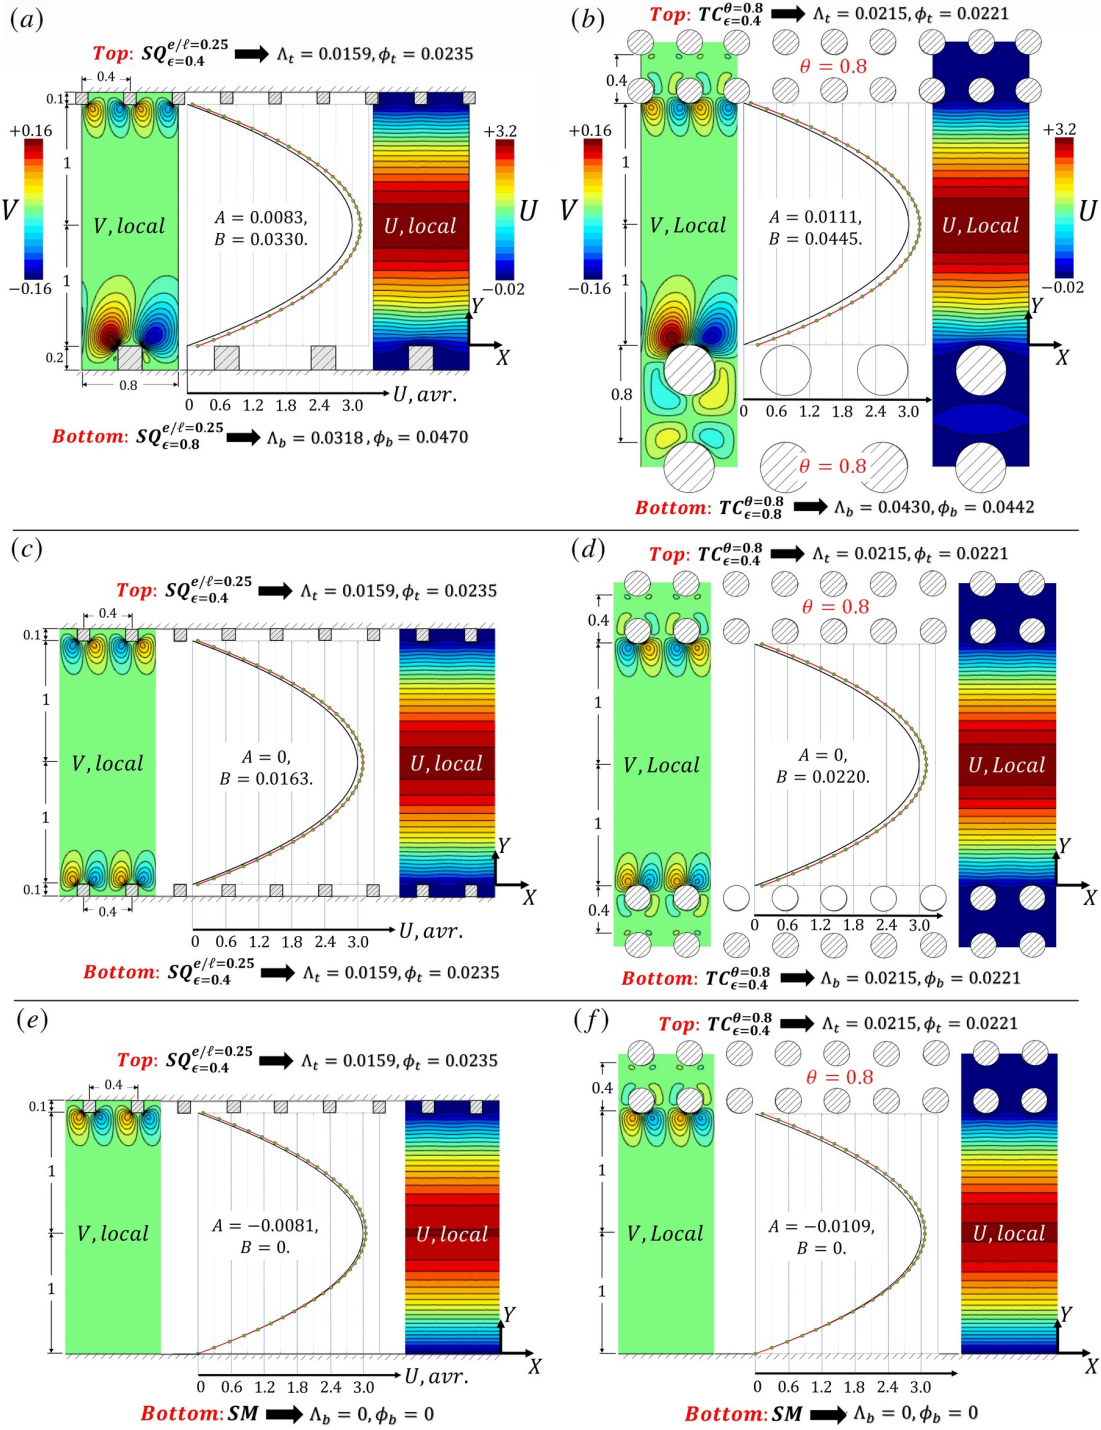 (a)
Top: SQ^{e/ℓ=0.25}_{ϵ=0.4} ➡ Λ_t = 0.0159, ϕ_t = 0.0235
0.4
0.1
+0.16
+3.2
1
V
V, local
A = 0.0083,
B = 0.0330.
U, local
U
−0.16
−0.02
1
Y
X
0.2
0.8
0 0.6 1.2 1.8 2.4 3.0
U, avr.
Bottom: SQ^{e/ℓ=0.25}_{ϵ=0.8} ➡ Λ_b = 0.0318, ϕ_b = 0.0470
(b)
Top: TC^{θ=0.8}_{ϵ=0.4} ➡ Λ_t = 0.0215, ϕ_t = 0.0221
0.4
θ = 0.8
+0.16
+3.2
1
V
V, Local
A = 0.0111,
B = 0.0445.
U, Local
U
−0.16
−0.02
1
Y
X
0.8
0 0.6 1.2 1.8 2.4 3.0
θ = 0.8
Bottom: TC^{θ=0.8}_{ϵ=0.8} ➡ Λ_b = 0.0430, ϕ_b = 0.0442
(c)
Top: SQ^{e/ℓ=0.25}_{ϵ=0.4} ➡ Λ_t = 0.0159, ϕ_t = 0.0235
0.4
0.1
1
V, local
A = 0,
B = 0.0163.
U, local
1
Y
X
0.1
0.4
0 0.6 1.2 1.8 2.4 3.0
U, avr.
Bottom: SQ^{e/ℓ=0.25}_{ϵ=0.4} ➡ Λ_t = 0.0159, ϕ_t = 0.0235
(d)
Top: TC^{θ=0.8}_{ϵ=0.4} ➡ Λ_t = 0.0215, ϕ_t = 0.0221
0.4
θ = 0.8
1
V, Local
A = 0,
B = 0.0220.
U, Local
1
Y
X
0.4
0 0.6 1.2 1.8 2.4 3.0
Bottom: TC^{θ=0.8}_{ϵ=0.4} ➡ Λ_b = 0.0215, ϕ_b = 0.0221
(e)
Top: SQ^{e/ℓ=0.25}_{ϵ=0.4} ➡ Λ_t = 0.0159, ϕ_t = 0.0235
0.4
0.1
1
V, local
A = −0.0081,
B = 0.
U, local
1
Y
X
0 0.6 1.2 1.8 2.4 3.0
U, avr.
Bottom: SM ➡ Λ_b = 0, ϕ_b = 0
(f)
Top: TC^{θ=0.8}_{ϵ=0.4} ➡ Λ_t = 0.0215, ϕ_t = 0.0221
0.4
θ = 0.8
1
V, Local
A = −0.0109,
B = 0.
U, local
1
Y
X
0 0.6 1.2 1.8 2.4 3.0
Bottom: SM ➡ Λ_b = 0, ϕ_b = 0